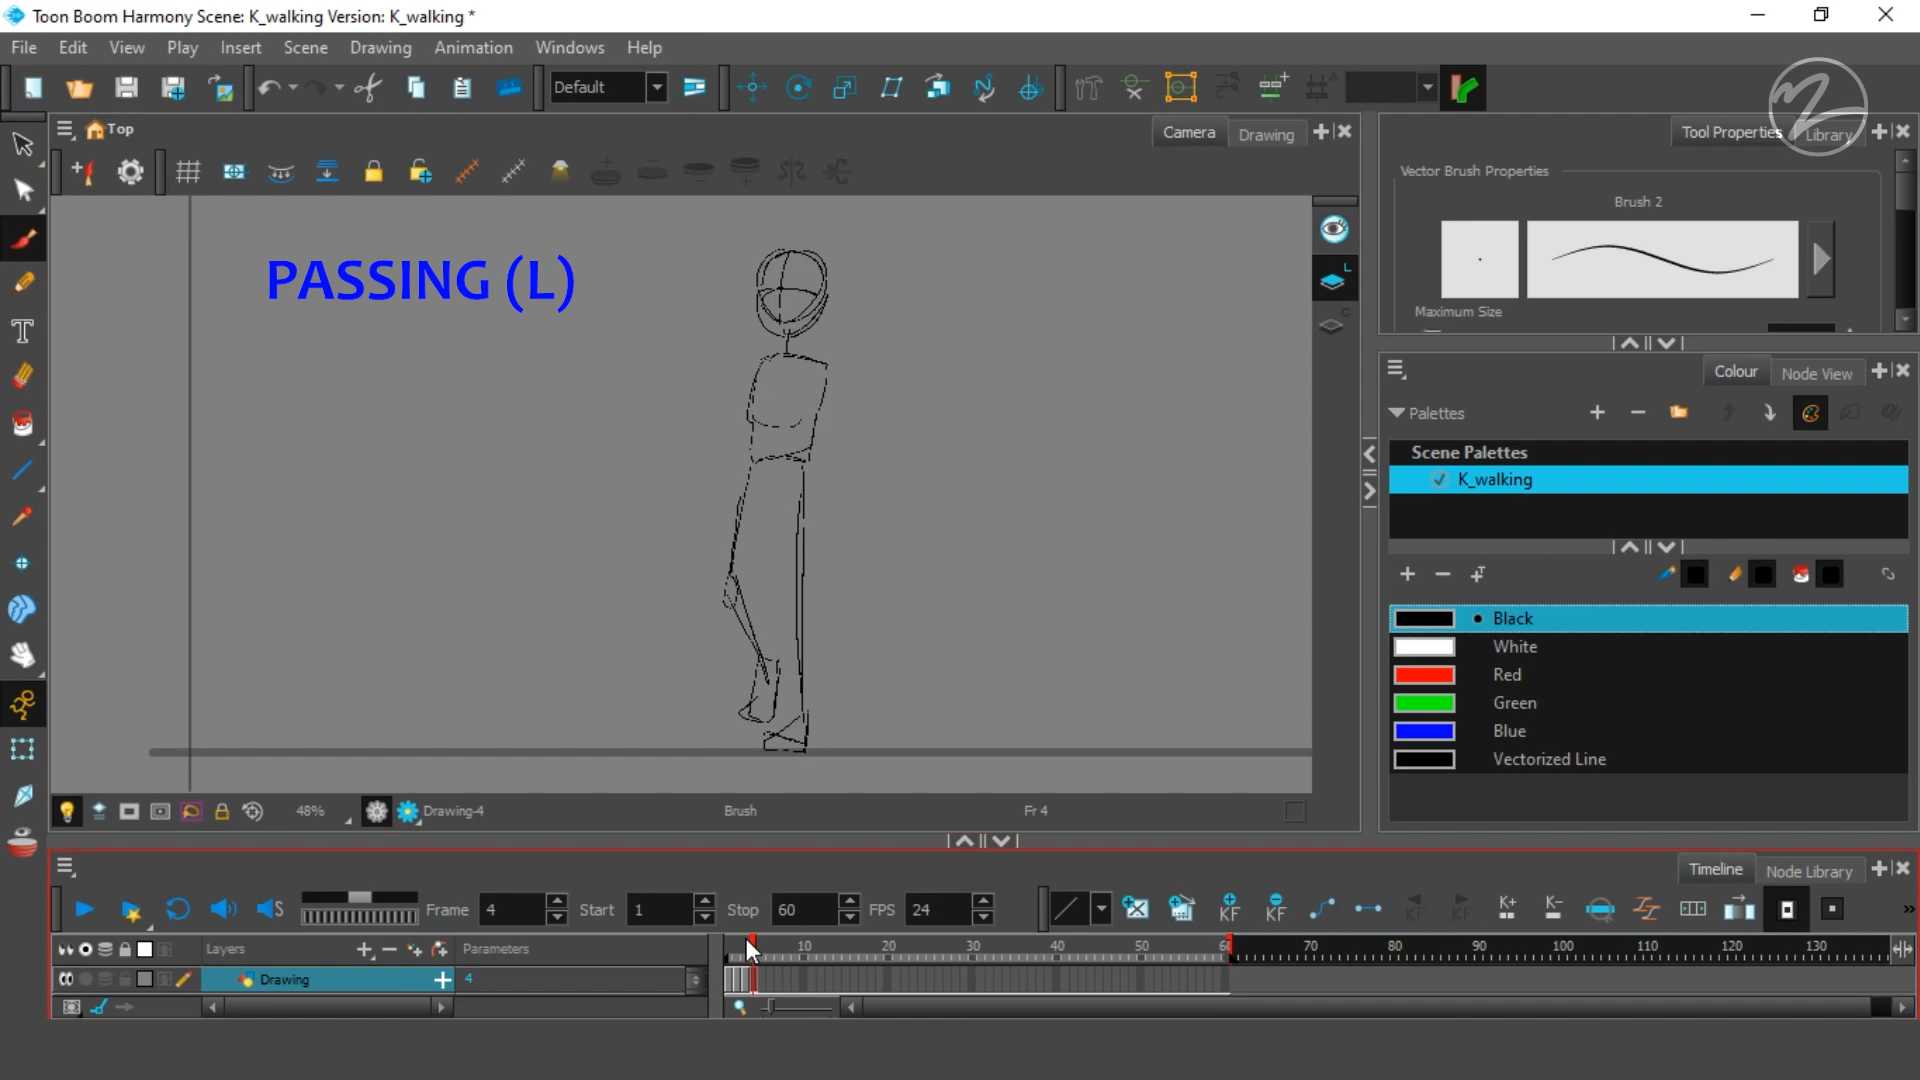 Toon Boom Harmony Scene: K_walking Version: K_walking *
File Edit View Play Insert Scene Drawing Animation Windows Help
Default
Top
Camera Drawing
Tool Properties Library
Vector Brush Properties
Brush 2
Maximum Size
PASSING (L)
L
C
Colour Node View
Palettes
Scene Palettes
K_walking
Black
White
Red
Green
Blue
Vectorized Line
48% Drawing-4 Brush Fr 4
Timeline Node Library
S Frame 4 Start 1 Stop 60 FPS 24 KF KF KF KF K+ K-
Layers Parameters 10 20 30 40 50 60 70 80 90 100 110 120 130
Drawing 4